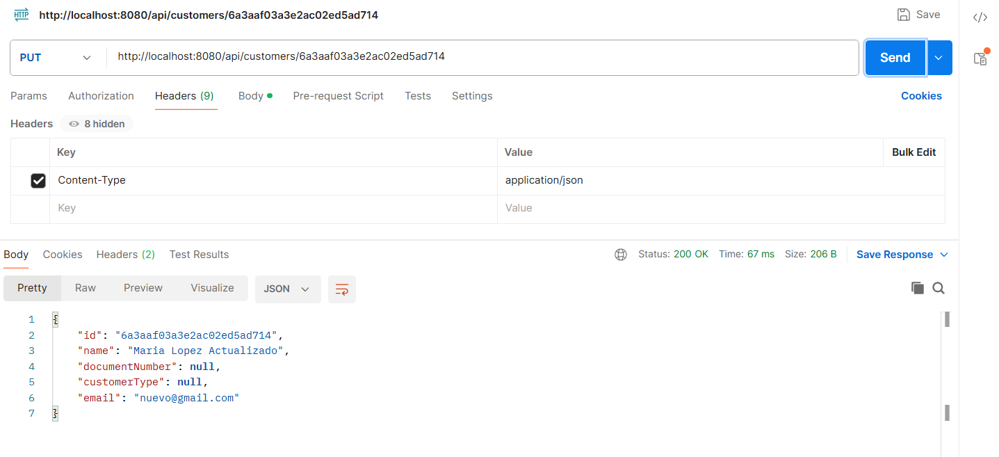 HTTP http://localhost:8080/api/customers/6a3aaf03a3e2ac02ed5ad714 Save </>
PUT http://localhost:8080/api/customers/6a3aaf03a3e2ac02ed5ad714 Send
Params Authorization Headers (9) Body Pre-request Script Tests Settings Cookies
Headers 8 hidden
Key Value Bulk Edit
Content-Type application/json
Key Value
Body Cookies Headers (2) Test Results Status: 200 OK Time: 67 ms Size: 206 B Save Response
Pretty Raw Preview Visualize JSON
1 {
2 "id": "6a3aaf03a3e2ac02ed5ad714",
3 "name": "Maria Lopez Actualizado",
4 "documentNumber": null,
5 "customerType": null,
6 "email": "nuevo@gmail.com"
7 }